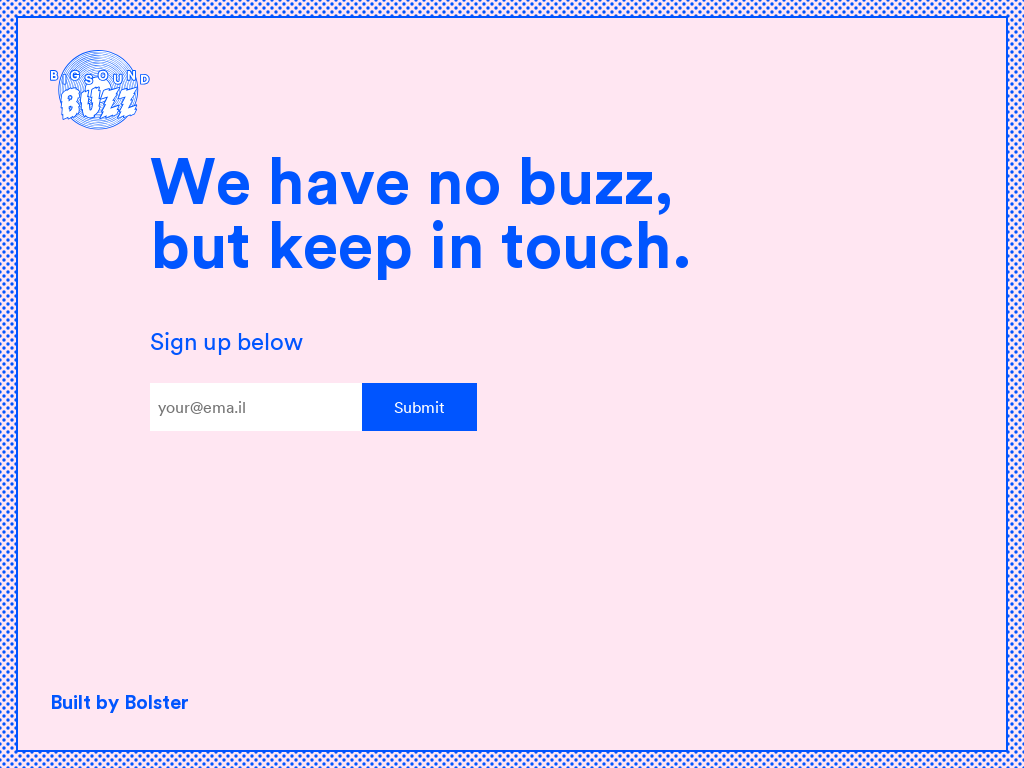 BIGSOUND
BUZZ
We have no buzz,
but keep in touch.
Sign up below
your@ema.il
Submit
Built by Bolster